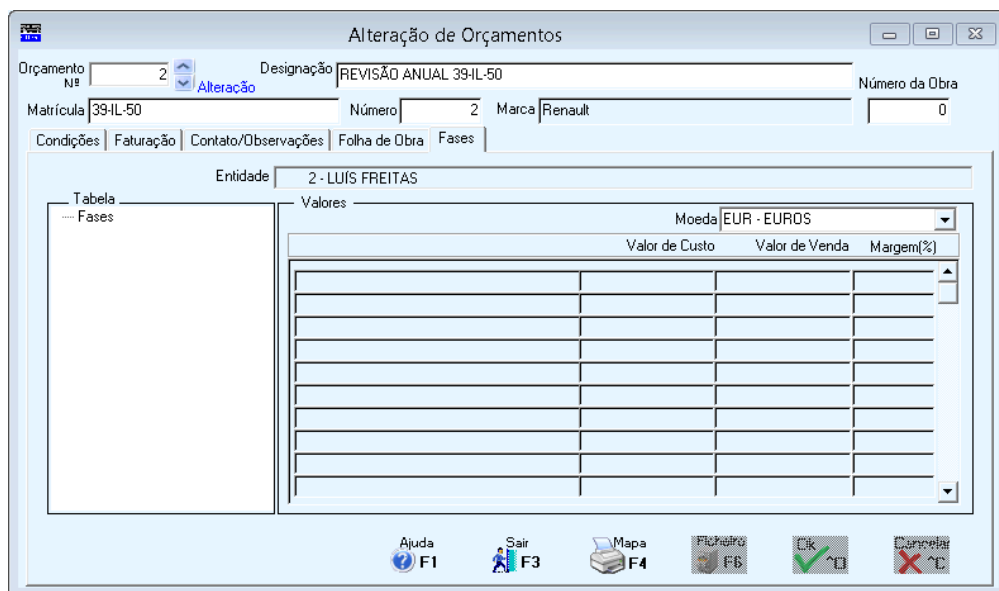 Alteração de Orçamentos
Orçamento Nº 2 Alteração Designação REVISÃO ANUAL 39-IL-50 Número da Obra
Matrícula 39-IL-50 Número 2 Marca Renault 0
Condições Faturação Contato/Observações Folha de Obra Fases
Entidade 2 - LUÍS FREITAS
Tabela Valores
Fases Moeda EUR - EUROS
Valor de Custo Valor de Venda Margem(%)
Ajuda Sair Mapa Ficheiro Ok Cancelar
F1 F3 F4 F6 ^O ^C